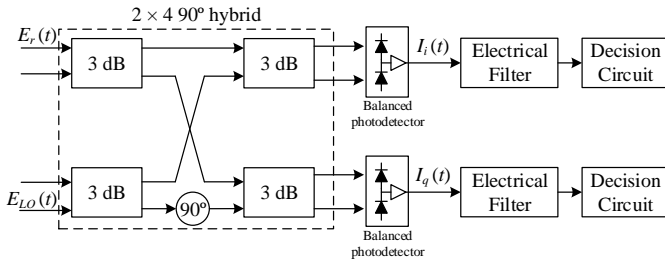 2 × 4 90º hybrid
E_r(t)
3 dB
3 dB
I_i(t)
Electrical
Filter
Decision
Circuit
Balanced
photodetector
E_LO(t)
3 dB
90º
3 dB
I_q(t)
Electrical
Filter
Decision
Circuit
Balanced
photodetector